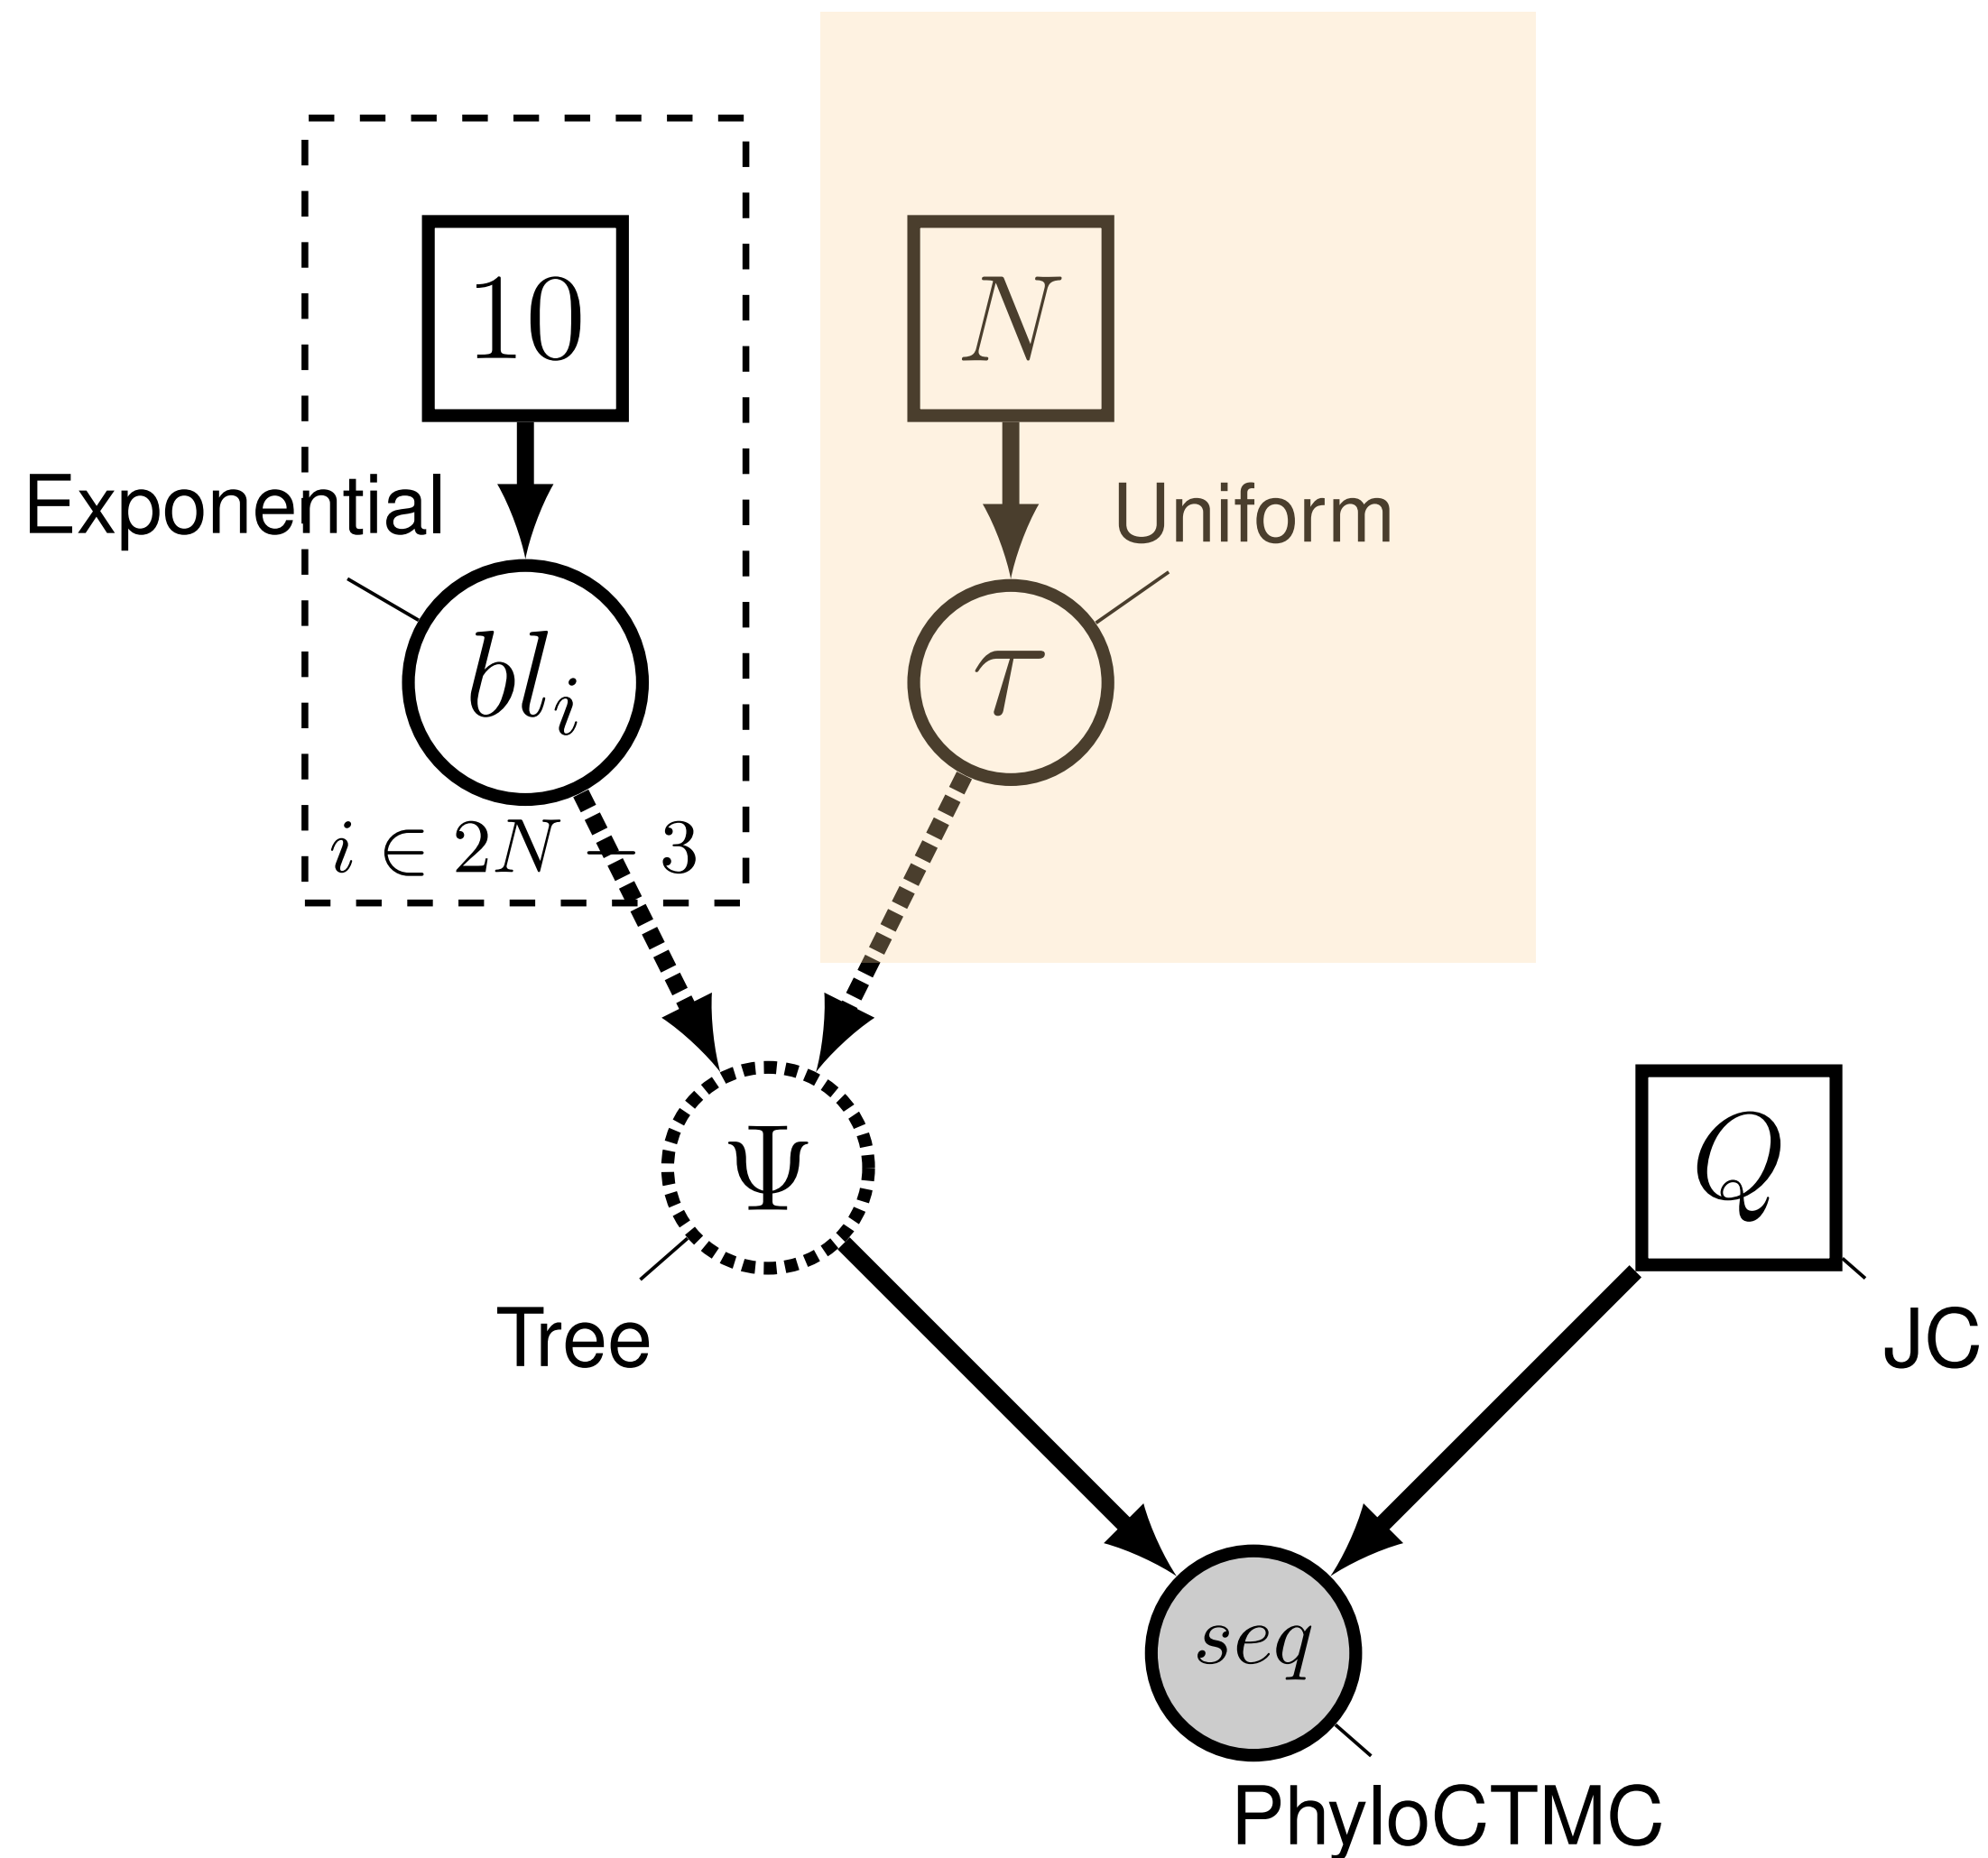 10
N
Exponential
Uniform
bl_i
τ
i ∈ 2N − 3
Ψ
Q
Tree
JC
seq
PhyloCTMC